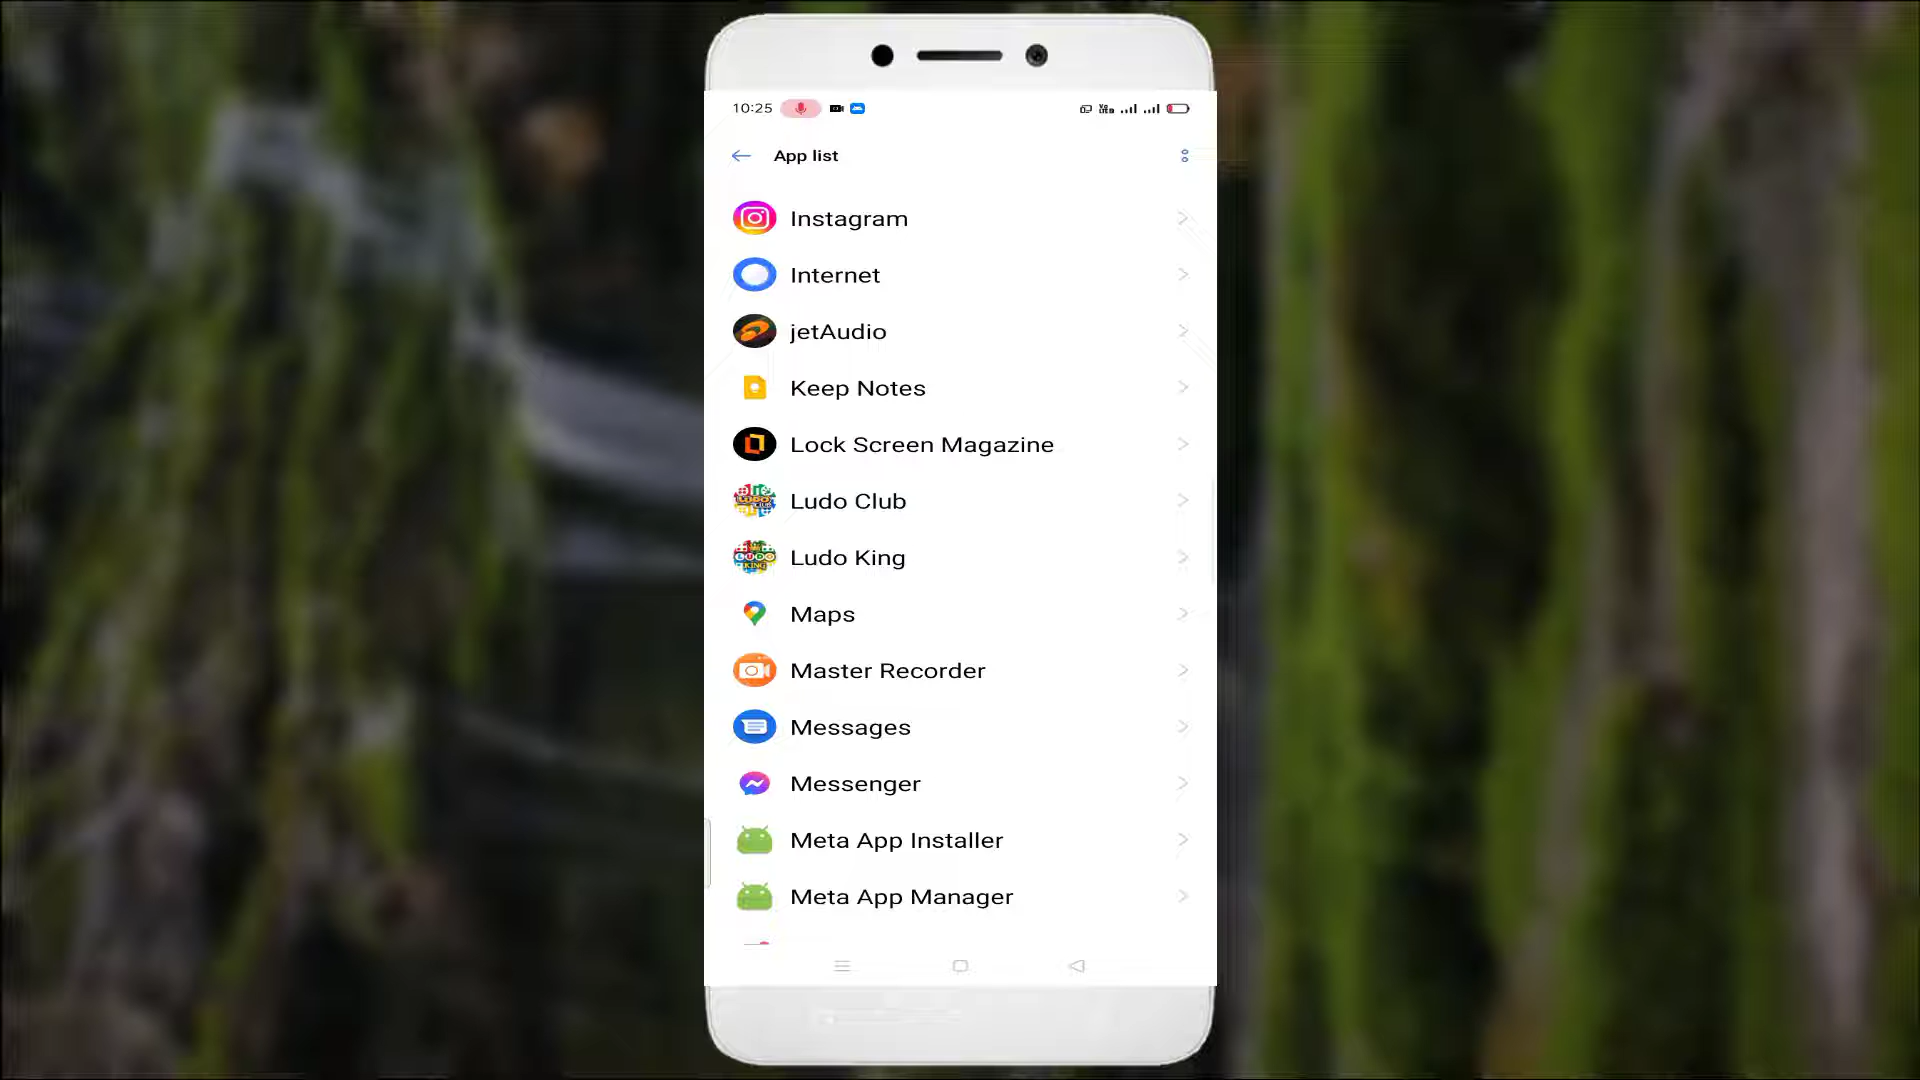 10:25
App list
Instagram
Internet
jetAudio
Keep Notes
Lock Screen Magazine
Ludo Club
Ludo King
Maps
Master Recorder
Messages
Messenger
Meta App Installer
Meta App Manager